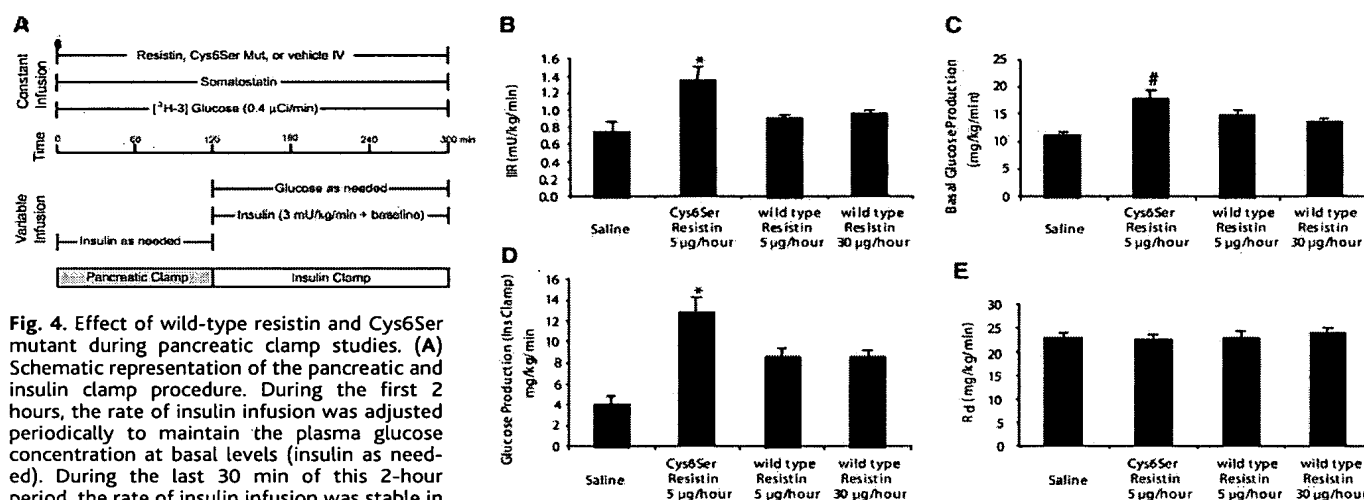 A
Constant Infusion
Resistin, Cys6Ser Mut, or vehicle IV
Somatostatin
[³H-3] Glucose (0.4 µCi/min)
Time
0 60 120 180 240 300 min
Variable Infusion
Glucose as needed
Insulin (3 mU/kg/min + baseline)
Insulin as needed
Pancreatic Clamp Insulin Clamp
Fig. 4. Effect of wild-type resistin and Cys6Ser
mutant during pancreatic clamp studies. (A)
Schematic representation of the pancreatic and
insulin clamp procedure. During the first 2
hours, the rate of insulin infusion was adjusted
periodically to maintain the plasma glucose
concentration at basal levels (insulin as need-
ed). During the last 30 min of this 2-hour
period, the rate of insulin infusion was stable in
B
IIR (mU/kg/min)
1.6
1.4
1.2
1.0
0.8
0.6
0.4
0.2
0.0
*
Saline
Cys6Ser Resistin 5 µg/hour
wild type Resistin 5 µg/hour
wild type Resistin 30 µg/hour
C
Basal Glucose Production (mg/kg/min)
25
20
15
10
5
0
#
Saline
Cys6Ser Resistin 5 µg/hour
wild type Resistin 5 µg/hour
wild type Resistin 30 µg/hour
D
Glucose Production (Ins Clamp) mg/kg/min
16
14
12
10
8
6
4
2
0
*
Saline
Cys6Ser Resistin 5 µg/hour
wild type Resistin 5 µg/hour
wild type Resistin 30 µg/hour
E
Rd (mg/kg/min)
30
25
20
15
10
5
0
Saline
Cys6Ser Resistin 5 µg/hour
wild type Resistin 5 µg/hour
wild type Resistin 30 µg/hour